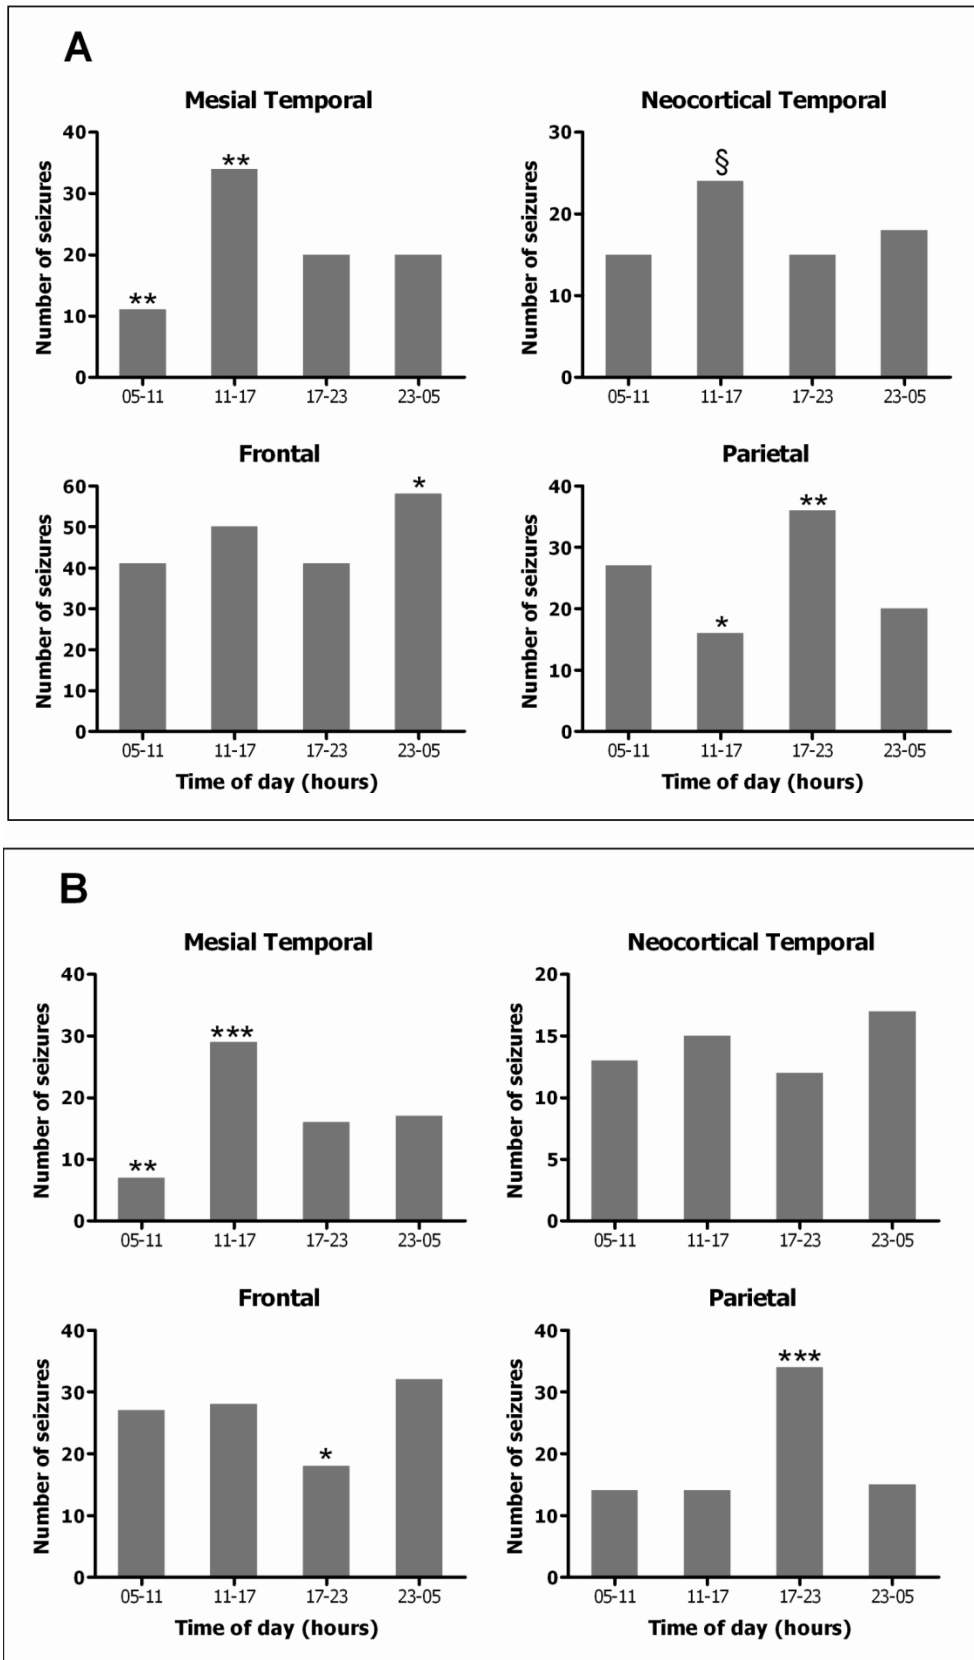 A
Mesial Temporal
Number of seizures
40
30
20
10
0
**
**
05-11 11-17 17-23 23-05
Neocortical Temporal
Number of seizures
30
20
10
0
§
05-11 11-17 17-23 23-05
Frontal
Number of seizures
60
50
40
30
20
10
0
*
05-11 11-17 17-23 23-05
Time of day (hours)
Parietal
Number of seizures
40
30
20
10
0
*
**
05-11 11-17 17-23 23-05
Time of day (hours)
B
Mesial Temporal
Number of seizures
40
30
20
10
0
**
***
05-11 11-17 17-23 23-05
Neocortical Temporal
Number of seizures
20
15
10
5
0
05-11 11-17 17-23 23-05
Frontal
Number of seizures
40
30
20
10
0
*
05-11 11-17 17-23 23-05
Time of day (hours)
Parietal
Number of seizures
40
30
20
10
0
***
05-11 11-17 17-23 23-05
Time of day (hours)